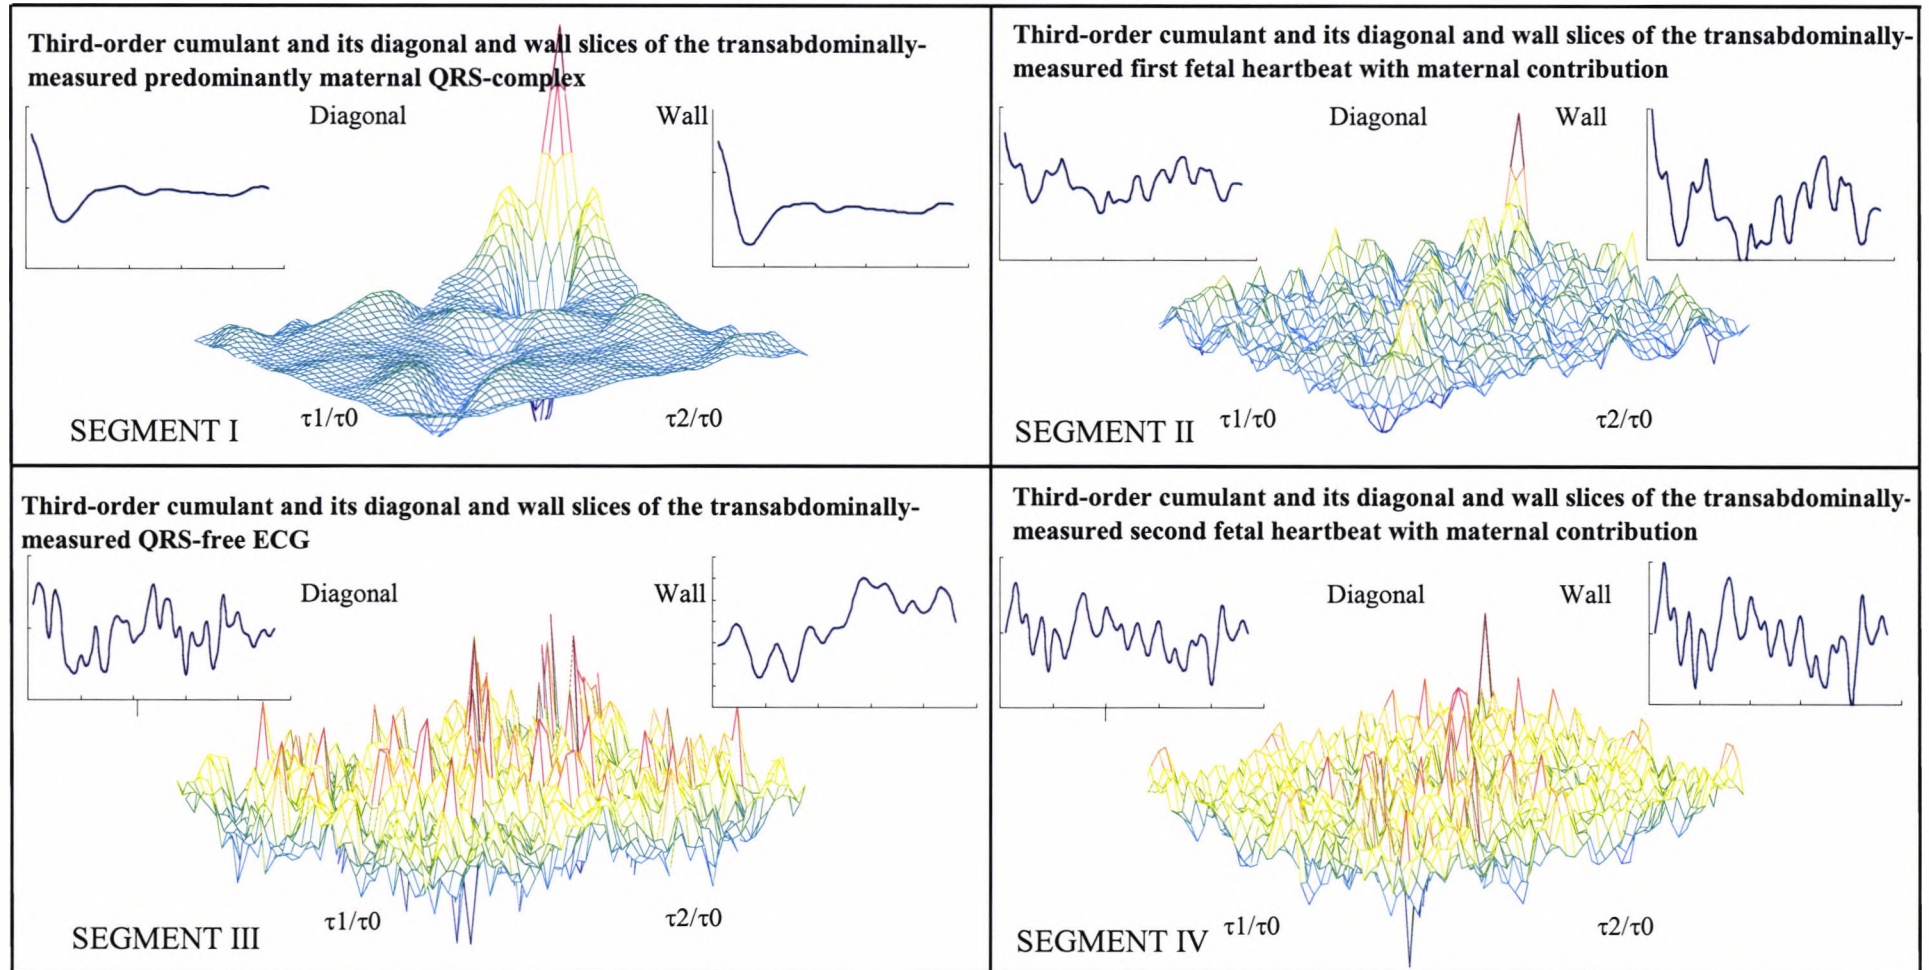 Third-order cumulant and its diagonal and wall slices of the transabdominally-
measured predominantly maternal QRS-complex
Diagonal
Wall
SEGMENT I
τ1/τ0
τ2/τ0
Third-order cumulant and its diagonal and wall slices of the transabdominally-
measured first fetal heartbeat with maternal contribution
Diagonal
Wall
SEGMENT II
τ1/τ0
τ2/τ0
Third-order cumulant and its diagonal and wall slices of the transabdominally-
measured QRS-free ECG
Diagonal
Wall
SEGMENT III
τ1/τ0
τ2/τ0
Third-order cumulant and its diagonal and wall slices of the transabdominally-
measured second fetal heartbeat with maternal contribution
Diagonal
Wall
SEGMENT IV
τ1/τ0
τ2/τ0